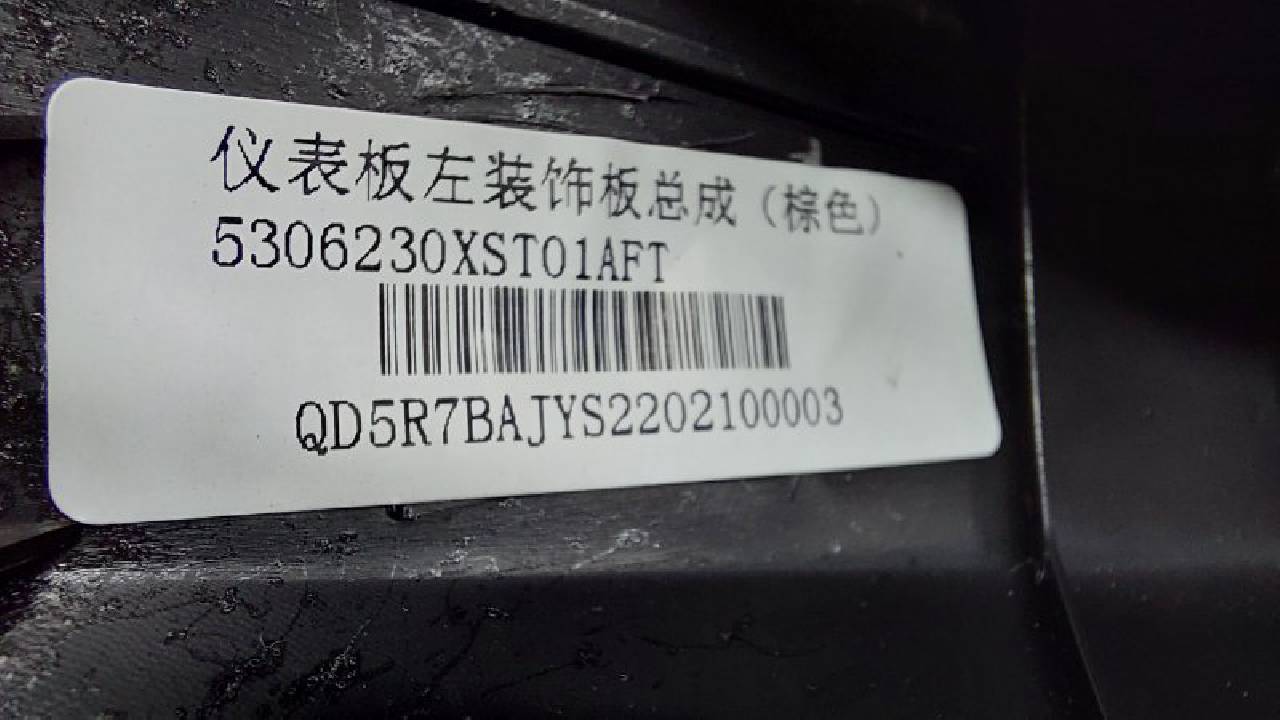 仪表板左装饰板总成（棕色）
5306230XST01AFT
QD5R7BAJYS2202100003